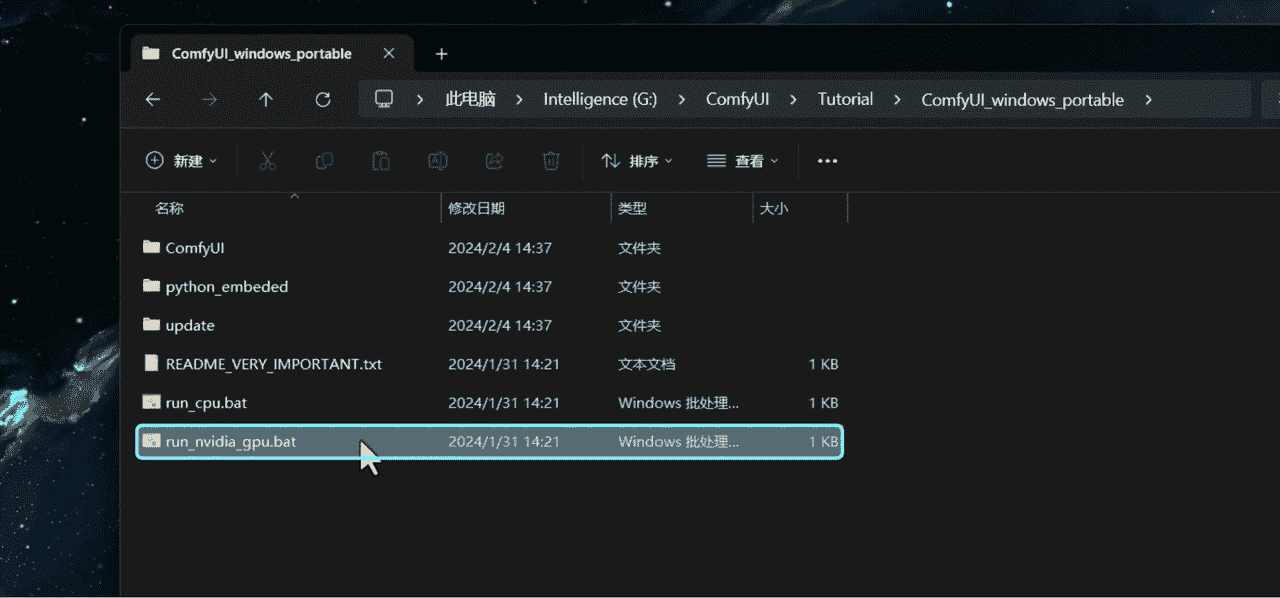 ComfyUI_windows_portable
此电脑 Intelligence (G:) ComfyUI Tutorial ComfyUI_windows_portable
新建 排序 查看
名称 修改日期 类型 大小
ComfyUI 2024/2/4 14:37 文件夹
python_embeded 2024/2/4 14:37 文件夹
update 2024/2/4 14:37 文件夹
README_VERY_IMPORTANT.txt 2024/1/31 14:21 文本文档 1 KB
run_cpu.bat 2024/1/31 14:21 Windows 批处理... 1 KB
run_nvidia_gpu.bat 2024/1/31 14:21 Windows 批处理... 1 KB